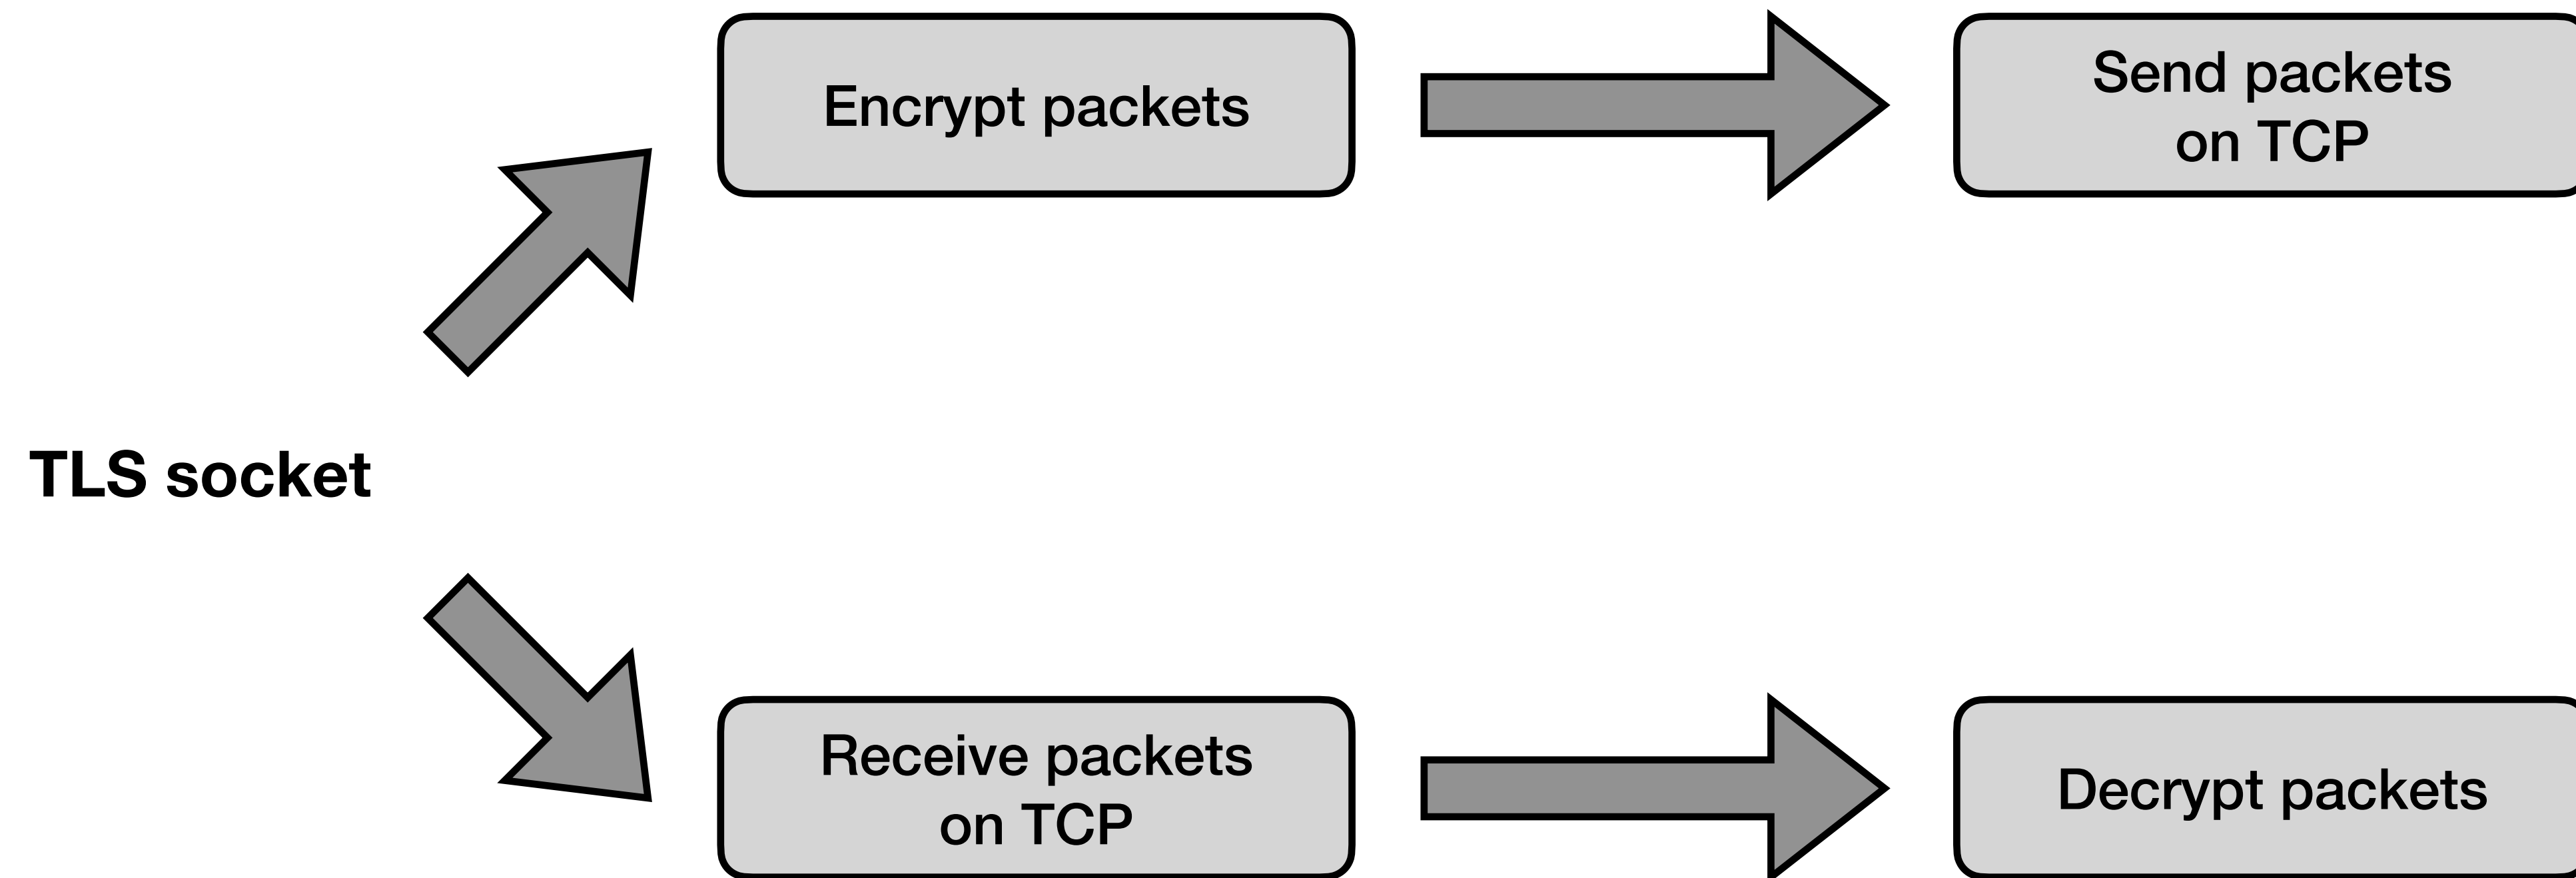 Encrypt packets
Send packets
on TCP
TLS socket
Receive packets
on TCP
Decrypt packets